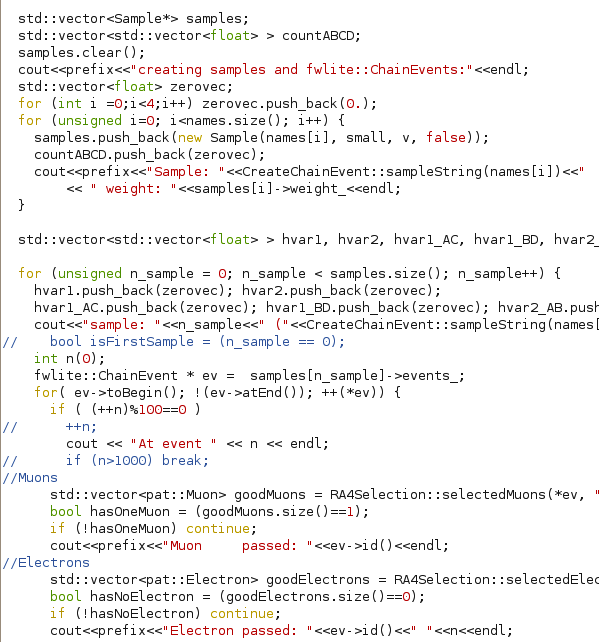 std::vector<Sample*> samples;
std::vector<std::vector<float> > countABCD;
samples.clear();
cout<<prefix<<"creating samples and fwlite::ChainEvents:"<<endl;
std::vector<float> zerovec;
for (int i =0;i<4;i++) zerovec.push_back(0.);
for (unsigned i=0; i<names.size(); i++) {
samples.push_back(new Sample(names[i], small, v, false));
countABCD.push_back(zerovec);
cout<<prefix<<"Sample: "<<CreateChainEvent::sampleString(names[i])<<"
<< " weight: "<<samples[i]->weight_<<endl;
}
std::vector<std::vector<float> > hvar1, hvar2, hvar1_AC, hvar1_BD, hvar2_
for (unsigned n_sample = 0; n_sample < samples.size(); n_sample++) {
hvar1.push_back(zerovec); hvar2.push_back(zerovec);
hvar1_AC.push_back(zerovec); hvar1_BD.push_back(zerovec); hvar2_AB.push
cout<<"sample: "<<n_sample<<" ("<<CreateChainEvent::sampleString(names[
// bool isFirstSample = (n_sample == 0);
int n(0);
fwlite::ChainEvent * ev = samples[n_sample]->events_;
for( ev->toBegin(); !(ev->atEnd()); ++(*ev)) {
if ( (++n)%100==0 )
// ++n;
cout << "At event " << n << endl;
// if (n>1000) break;
//Muons
std::vector<pat::Muon> goodMuons = RA4Selection::selectedMuons(*ev, "
bool hasOneMuon = (goodMuons.size()==1);
if (!hasOneMuon) continue;
cout<<prefix<<"Muon     passed: "<<ev->id()<<endl;
//Electrons
std::vector<pat::Electron> goodElectrons = RA4Selection::selectedElec
bool hasNoElectron = (goodElectrons.size()==0);
if (!hasNoElectron) continue;
cout<<prefix<<"Electron passed: "<<ev->id()<<" "<<n<<endl;